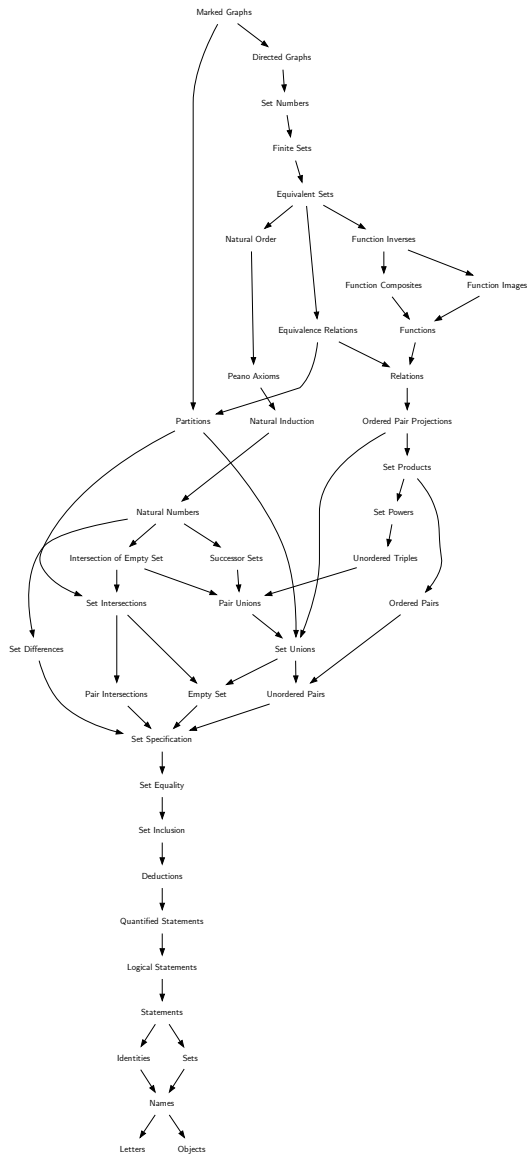 Marked Graphs
Directed Graphs
Set Numbers
Finite Sets
Equivalent Sets
Natural Order
Function Inverses
Function Composites
Function Images
Equivalence Relations
Functions
Peano Axioms
Relations
Partitions
Natural Induction
Ordered Pair Projections
Set Products
Natural Numbers
Set Powers
Intersection of Empty Set
Successor Sets
Unordered Triples
Set Intersections
Pair Unions
Ordered Pairs
Set Differences
Set Unions
Pair Intersections
Empty Set
Unordered Pairs
Set Specification
Set Equality
Set Inclusion
Deductions
Quantified Statements
Logical Statements
Statements
Identities
Sets
Names
Letters
Objects